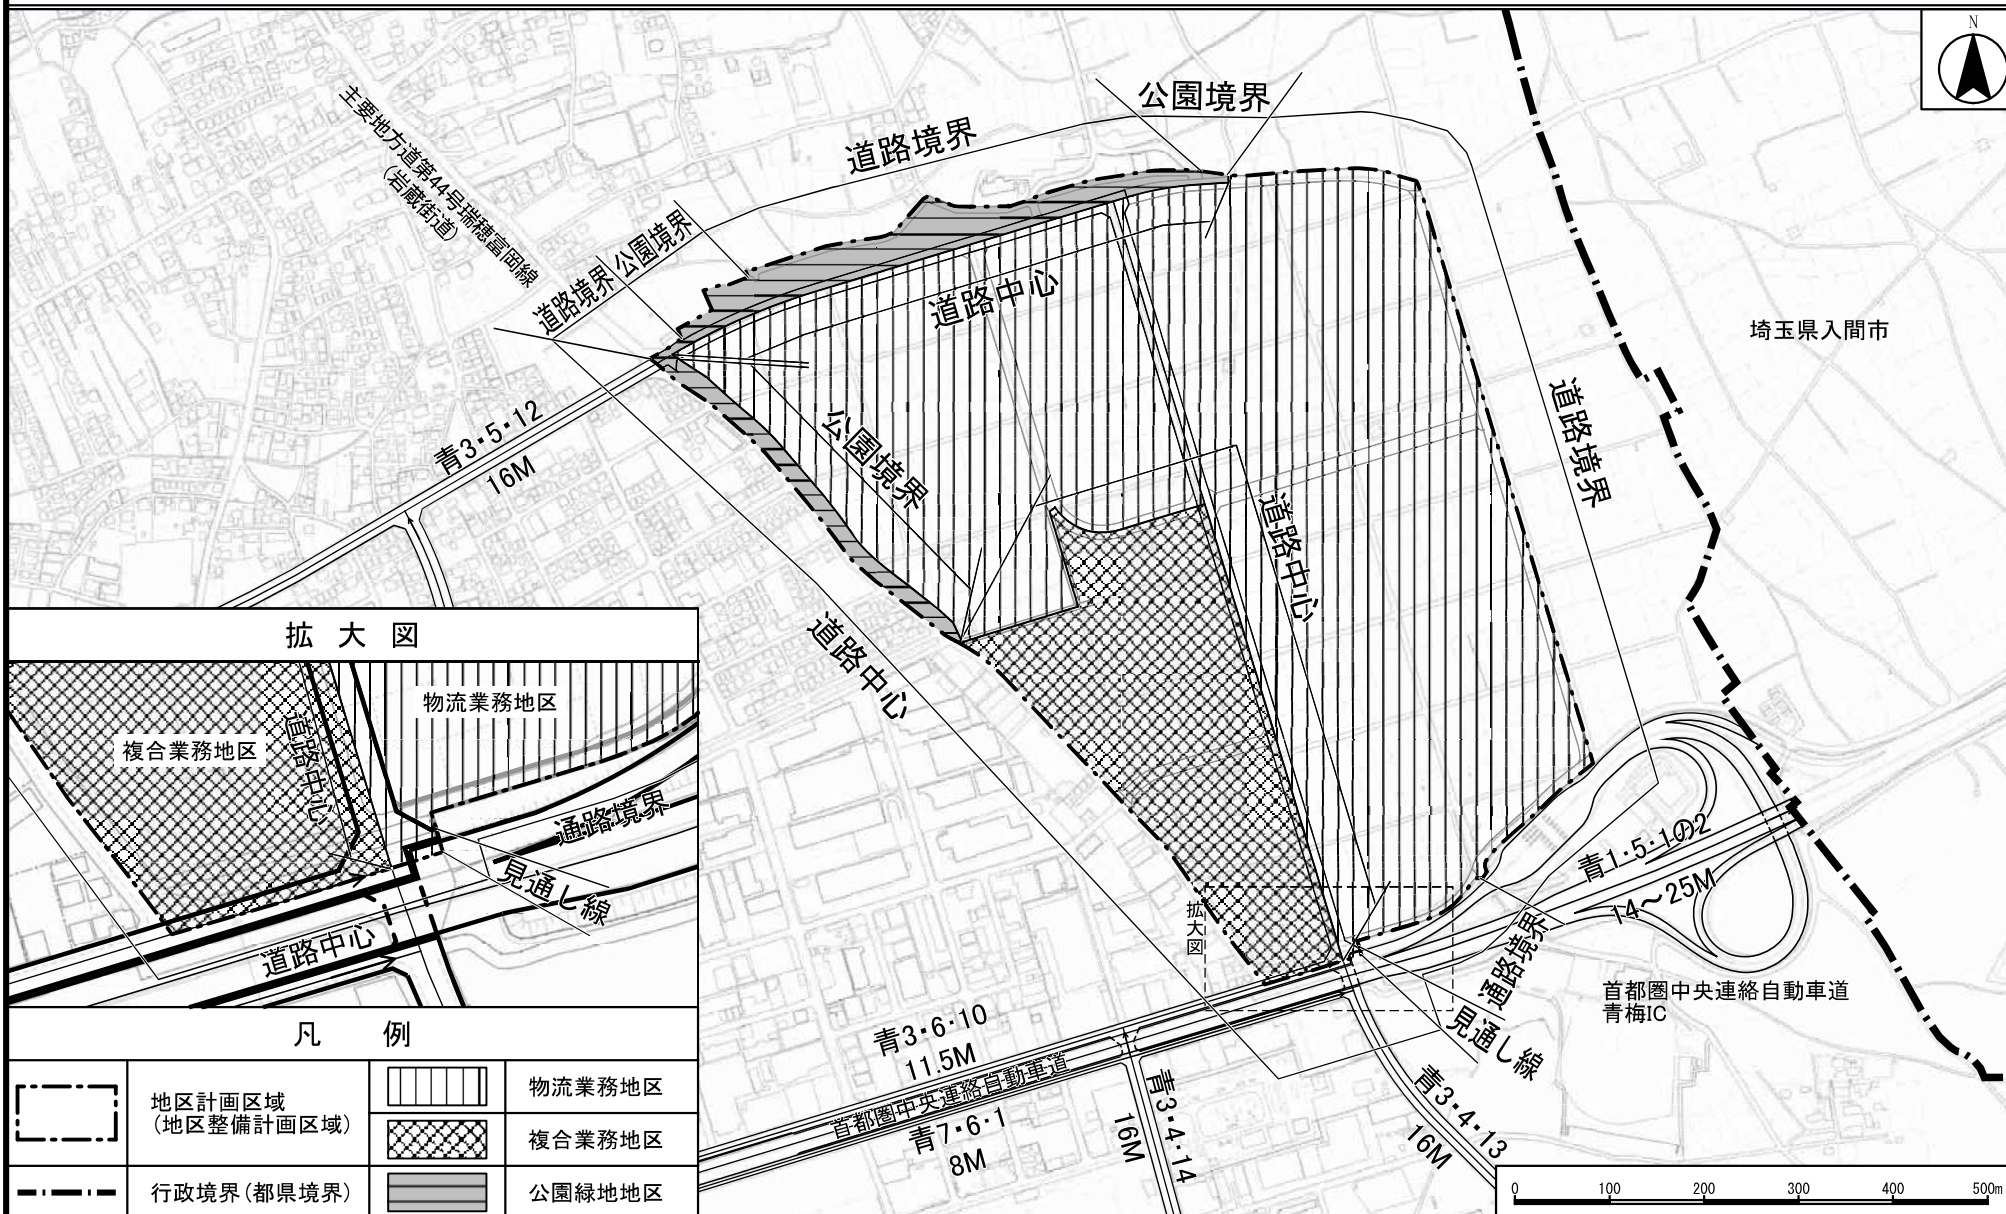 N
公園境界
道路境界
主要地方道第44号瑞穂富岡線
(岩蔵街道)
公園境界
道路境界
道路中心
埼玉県入間市
道路境界
青3・5・12
16M
公園境界
道路中心
道路中心
拡大図
物流業務地区
複合業務地区
道路中心
通路境界
見通し線
道路中心
青1・5・1の2
14～25M
拡大図
通路境界
首都圏中央連絡自動車道
青梅IC
見通し線
青3・6・10
11.5M
首都圏中央連絡自動車道
青7・6・1
8M
青3・4・14
16M
青3・4・13
16M
凡例
地区計画区域
(地区整備計画区域)
物流業務地区
複合業務地区
行政境界(都県境界)
公園緑地地区
0 100 200 300 400 500m